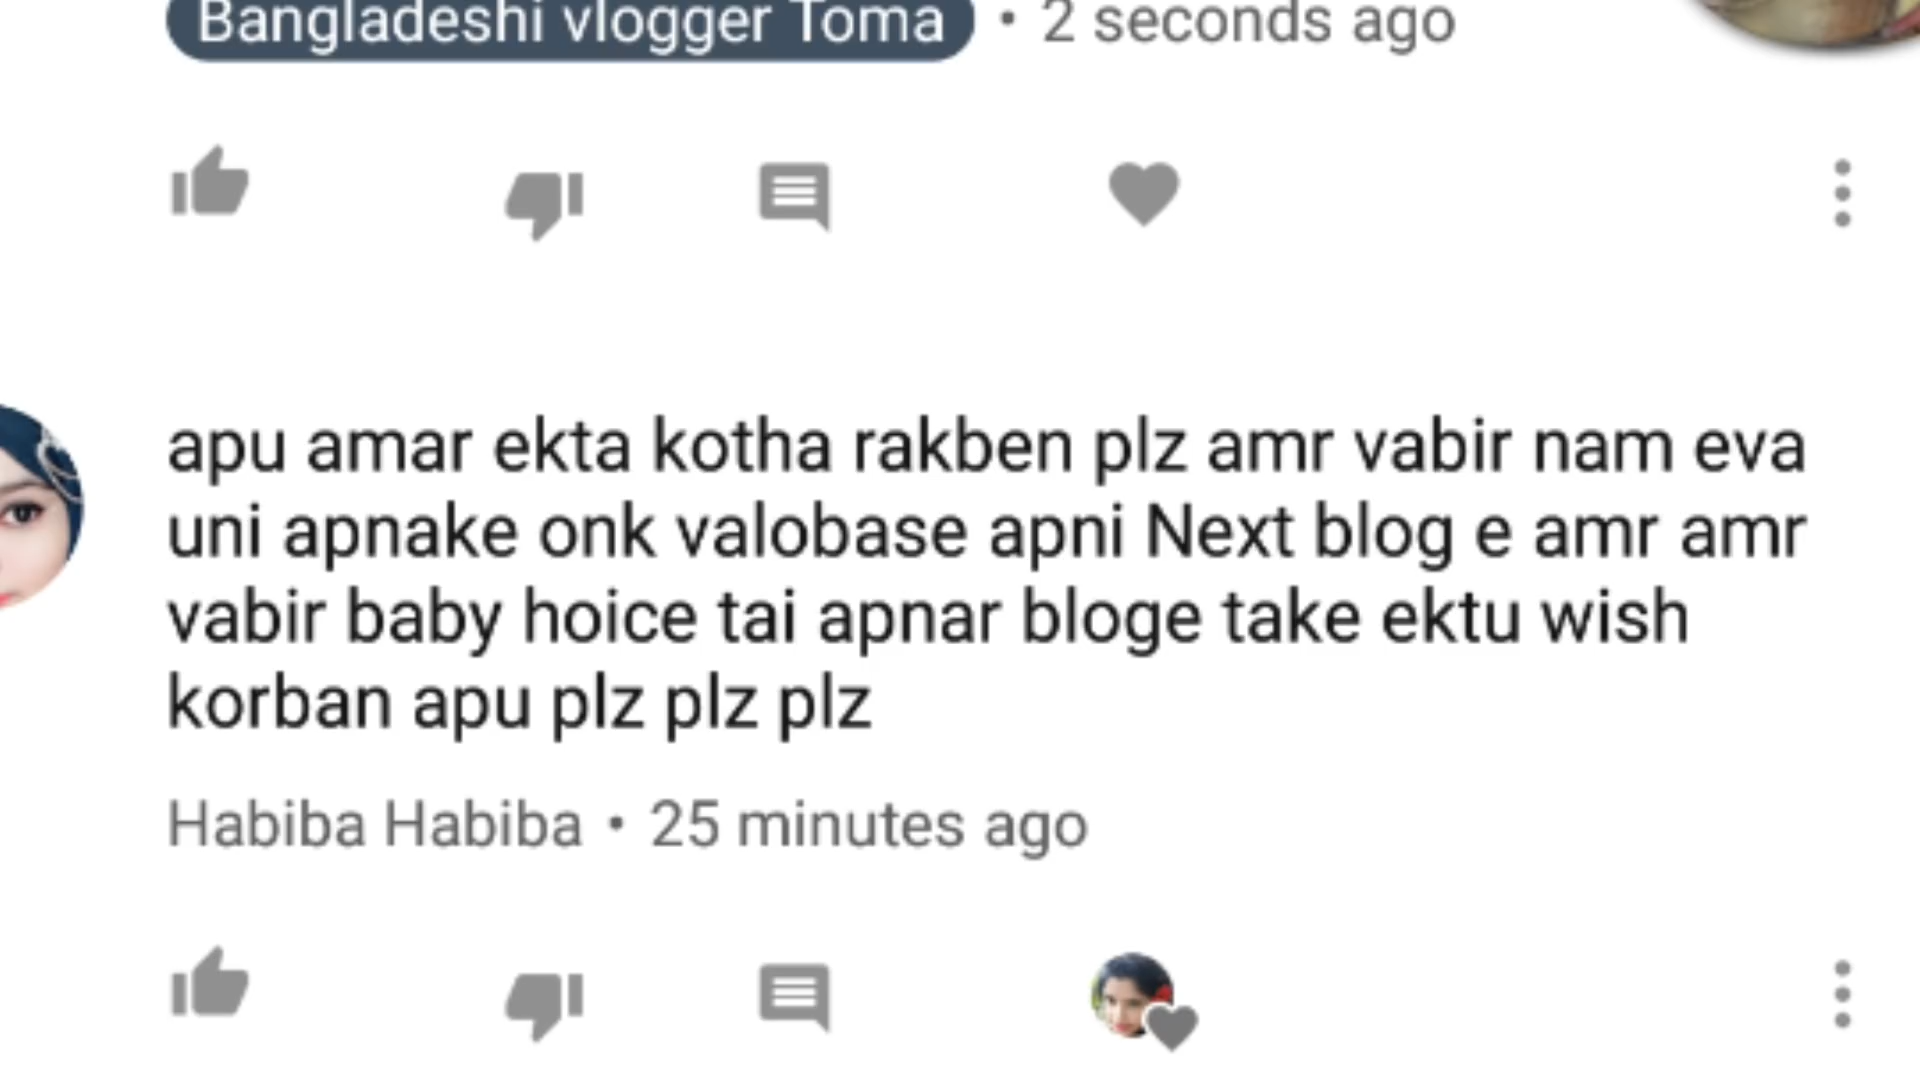 Bangladeshi vlogger Toma • 2 seconds ago
apu amar ekta kotha rakben plz amr vabir nam eva
uni apnake onk valobase apni Next blog e amr amr
vabir baby hoice tai apnar bloge take ektu wish
korban apu plz plz plz
Habiba Habiba • 25 minutes ago